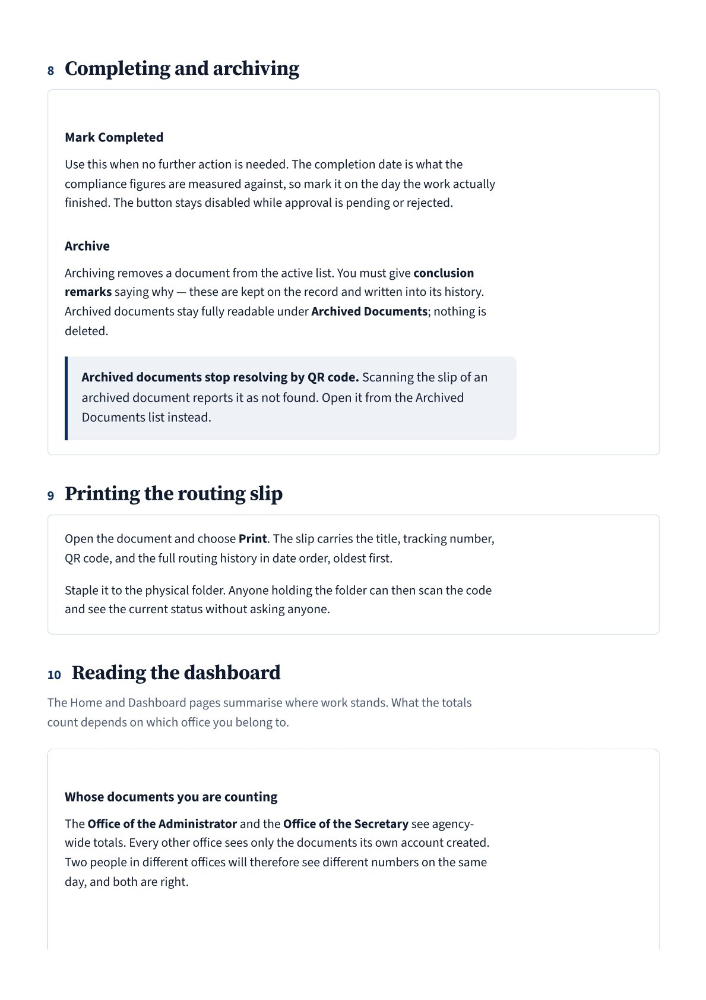 8 Completing and archiving
Mark Completed
Use this when no further action is needed. The completion date is what the
compliance figures are measured against, so mark it on the day the work actually
finished. The button stays disabled while approval is pending or rejected.
Archive
Archiving removes a document from the active list. You must give conclusion
remarks saying why — these are kept on the record and written into its history.
Archived documents stay fully readable under Archived Documents; nothing is
deleted.
Archived documents stop resolving by QR code. Scanning the slip of an
archived document reports it as not found. Open it from the Archived
Documents list instead.
9 Printing the routing slip
Open the document and choose Print. The slip carries the title, tracking number,
QR code, and the full routing history in date order, oldest first.
Staple it to the physical folder. Anyone holding the folder can then scan the code
and see the current status without asking anyone.
10 Reading the dashboard
The Home and Dashboard pages summarise where work stands. What the totals
count depends on which office you belong to.
Whose documents you are counting
The Office of the Administrator and the Office of the Secretary see agency-
wide totals. Every other office sees only the documents its own account created.
Two people in different offices will therefore see different numbers on the same
day, and both are right.